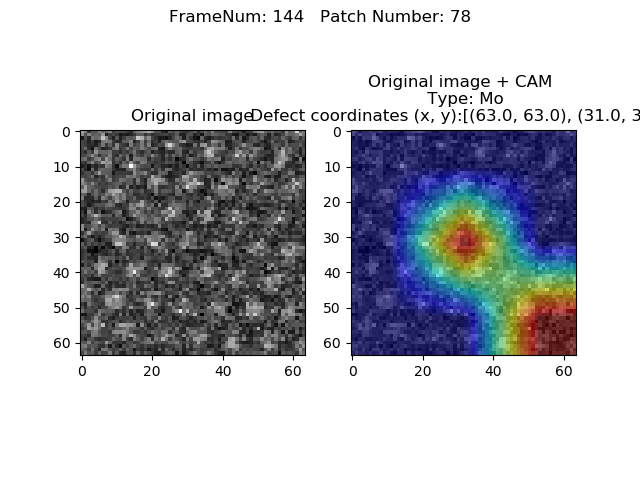 FrameNum: 144   Patch Number: 78
Original image + CAM
Type: Mo
Original image
Defect coordinates (x, y):[(63.0, 63.0), (31.0, 3
0
10
20
30
40
50
60
0 20 40 60
0
10
20
30
40
50
60
0 20 40 60